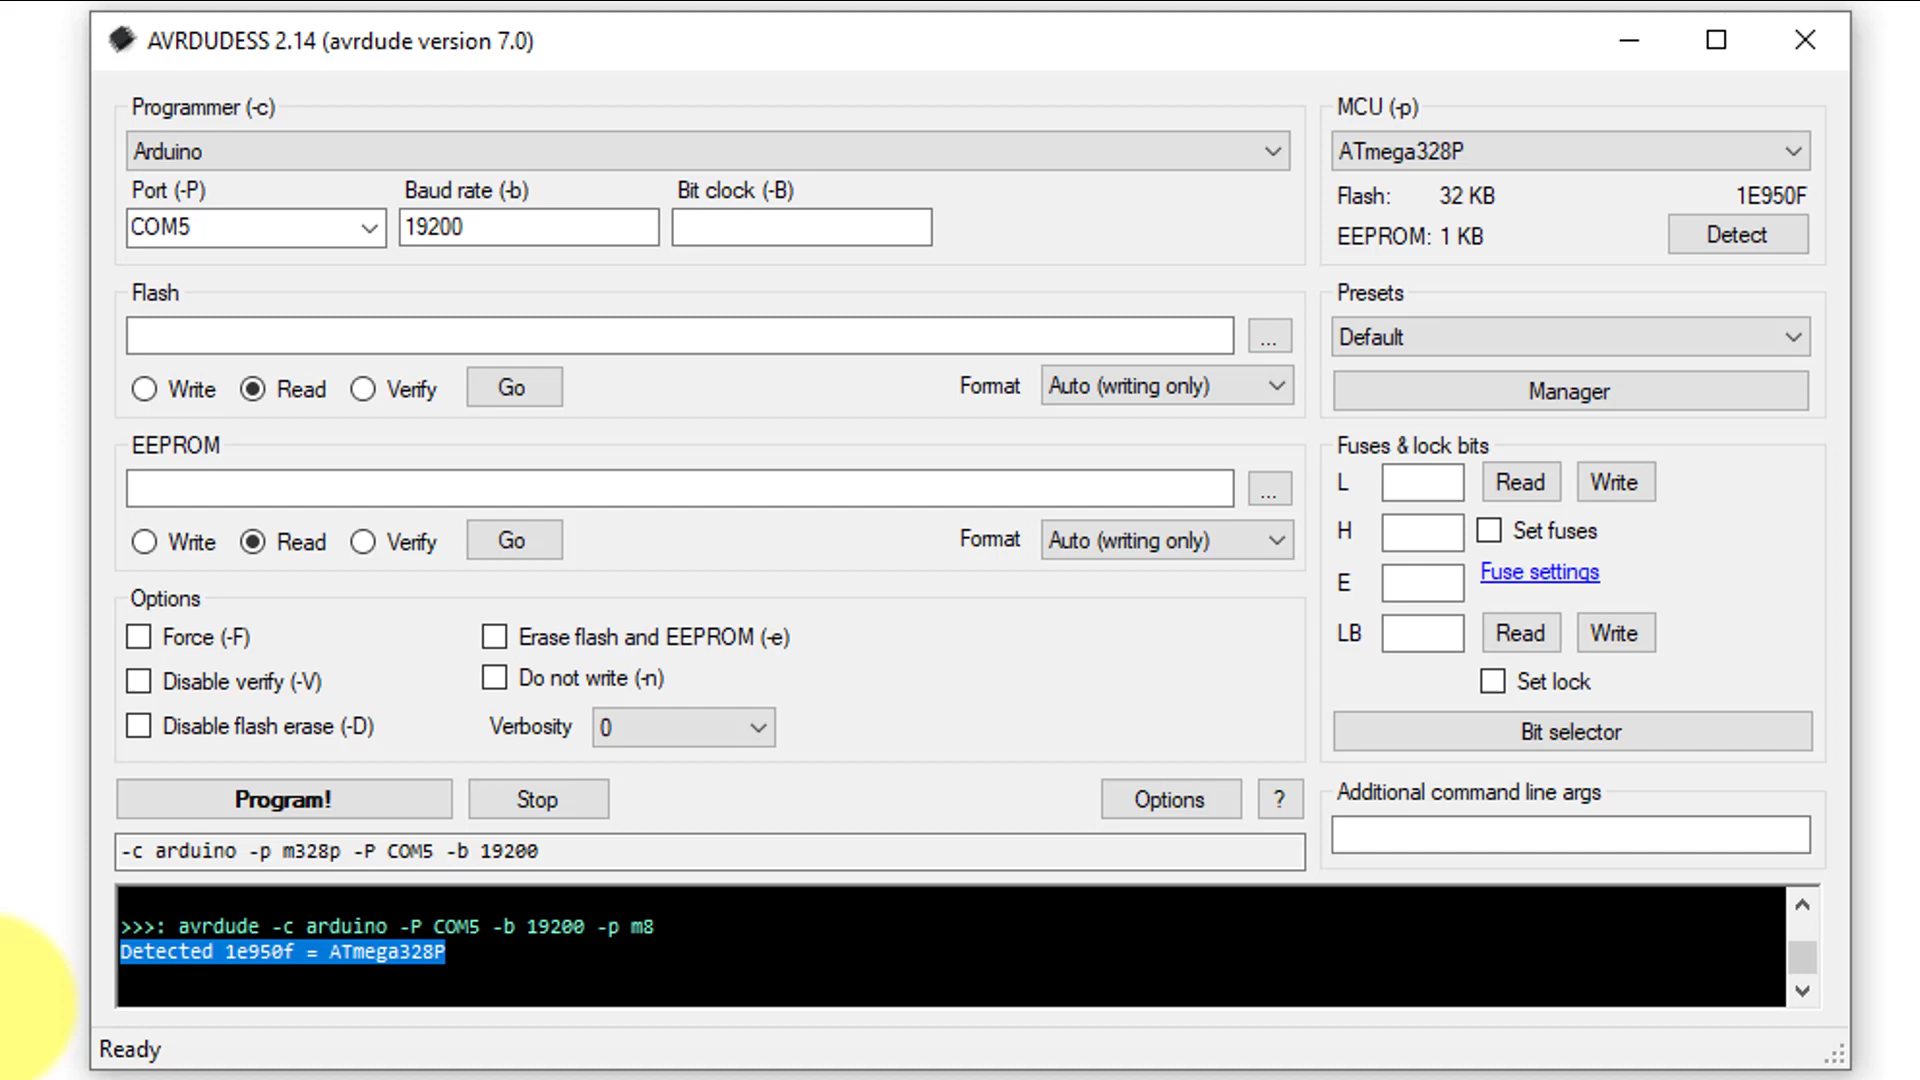 AVRDUDESS 2.14 (avrdude version 7.0)
Programmer (-c)
Arduino
Port (-P) Baud rate (-b) Bit clock (-B)
COM5 19200
MCU (-p)
ATmega328P
Flash: 32 KB 1E950F
EEPROM: 1 KB Detect
Flash
...
Write Read Verify Go Format Auto (writing only)
Presets
Default
Manager
EEPROM
...
Write Read Verify Go Format Auto (writing only)
Fuses & lock bits
L Read Write
H Set fuses
E Fuse settings
LB Read Write
Set lock
Bit selector
Options
Force (-F) Erase flash and EEPROM (-e)
Disable verify (-V) Do not write (-n)
Disable flash erase (-D) Verbosity 0
Program! Stop Options ?
Additional command line args
-c arduino -p m328p -P COM5 -b 19200
>>>: avrdude -c arduino -P COM5 -b 19200 -p m8
Detected 1e950f = ATmega328P
Ready